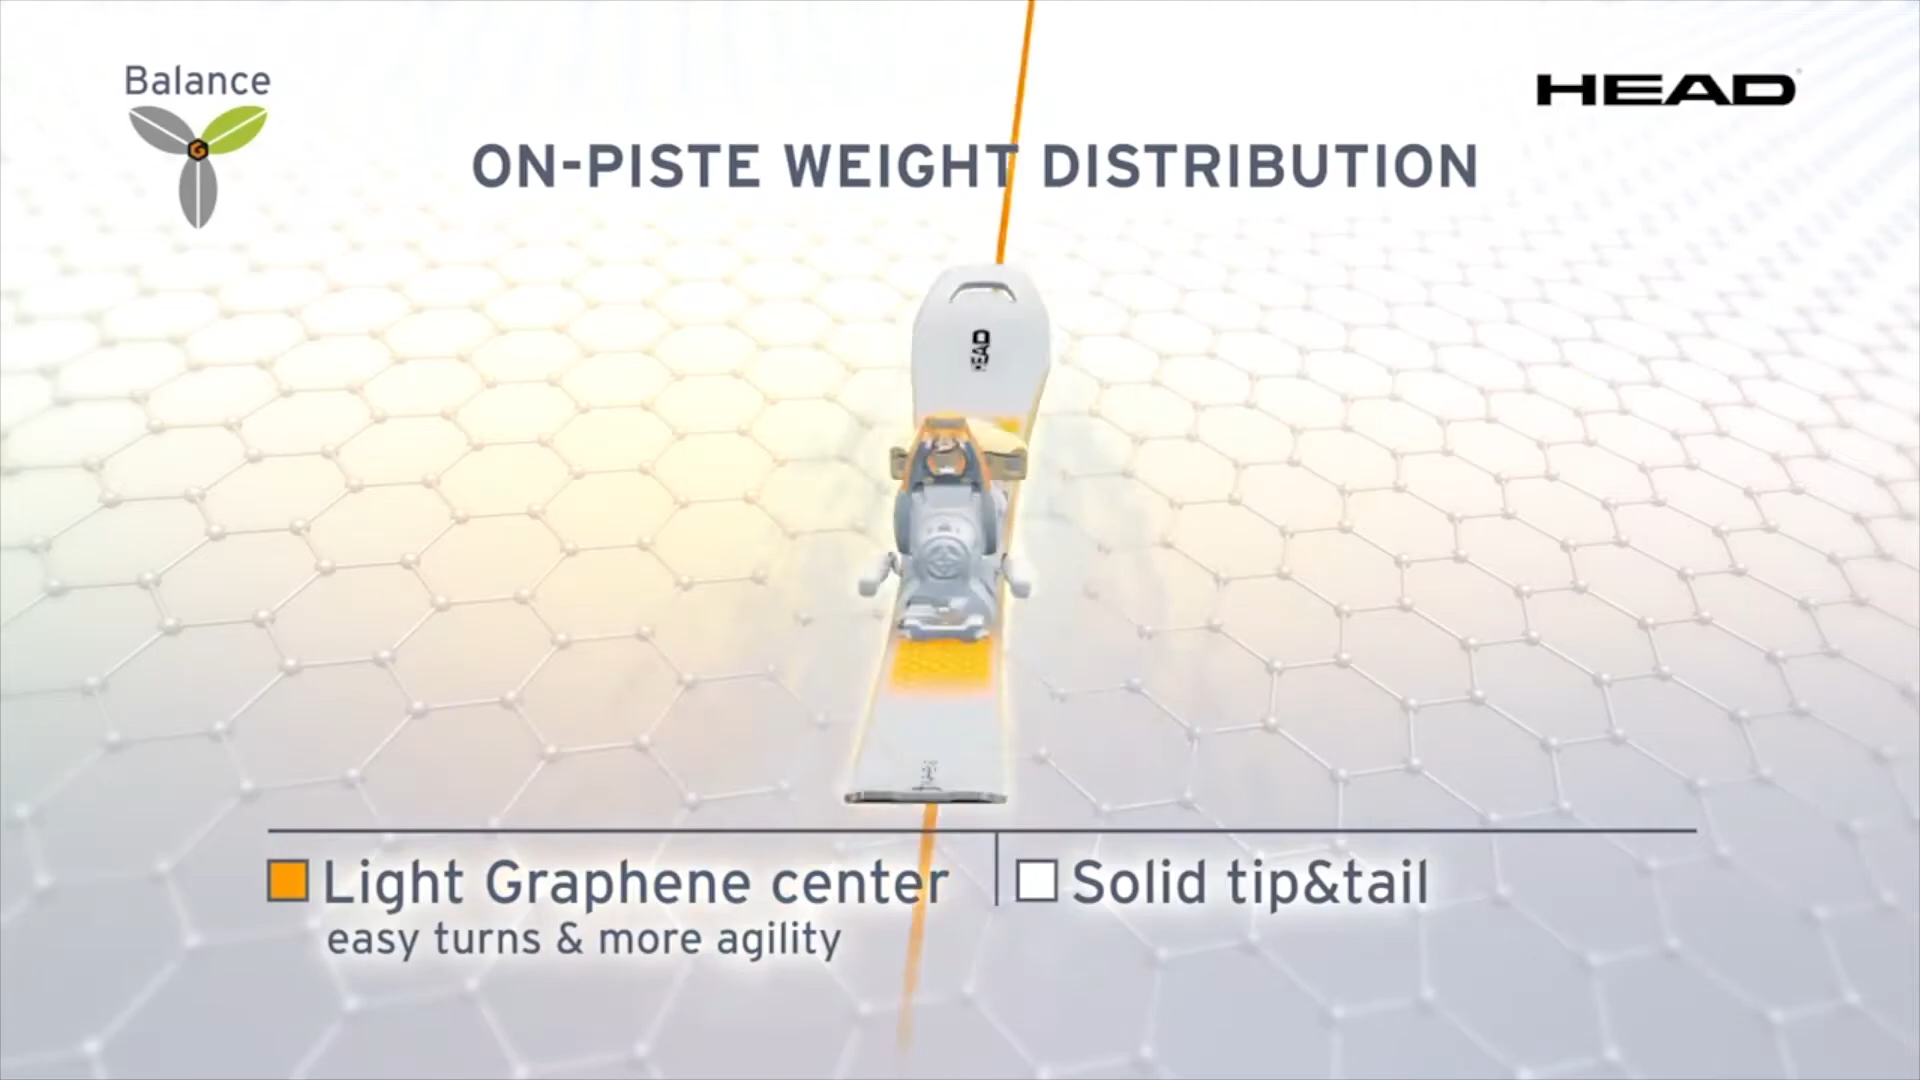 Balance
HEAD
ON-PISTE WEIGHT DISTRIBUTION
HEAD
Light Graphene center
Solid tip&tail
easy turns & more agility